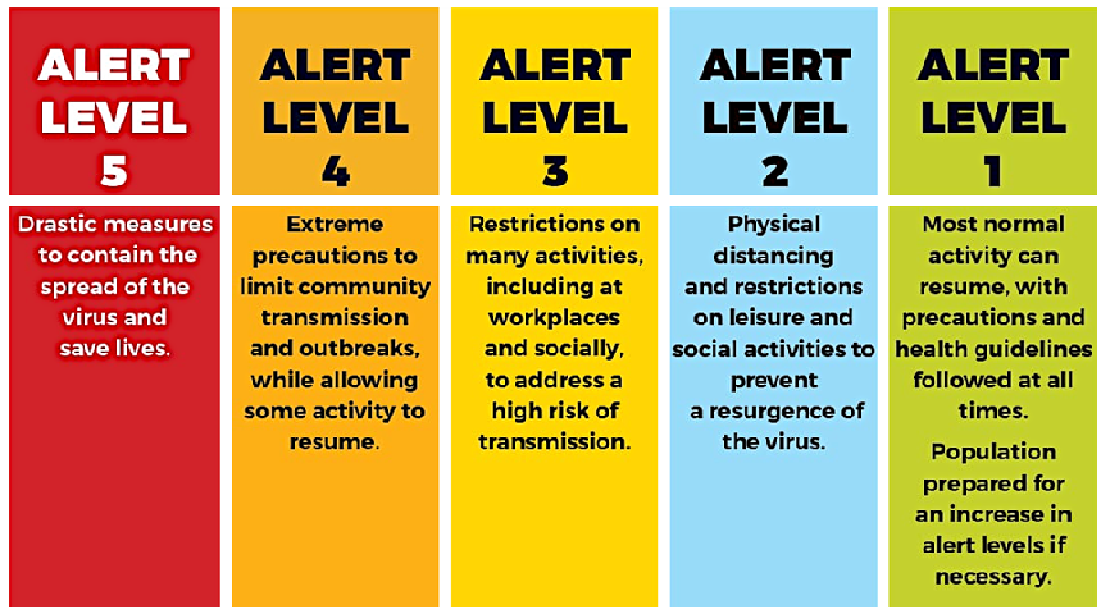 ALERT
LEVEL
5
Drastic measures
to contain the
spread of the
virus and
save lives.
ALERT
LEVEL
4
Extreme
precautions to
limit community
transmission
and outbreaks,
while allowing
some activity to
resume.
ALERT
LEVEL
3
Restrictions on
many activities,
including at
workplaces
and socially,
to address a
high risk of
transmission.
ALERT
LEVEL
2
Physical
distancing
and restrictions
on leisure and
social activities to
prevent
a resurgence of
the virus.
ALERT
LEVEL
1
Most normal
activity can
resume, with
precautions and
health guidelines
followed at all
times.
Population
prepared for
an increase in
alert levels if
necessary.